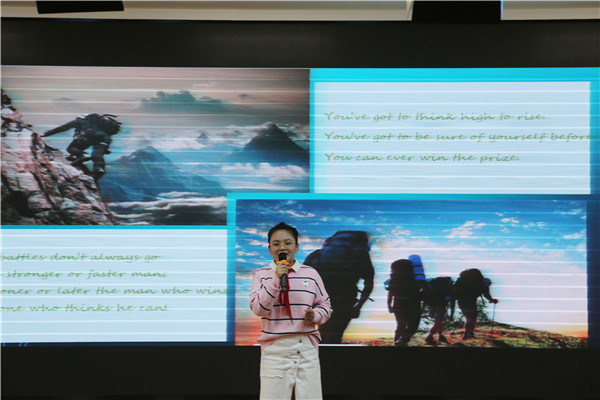 You've got to think high to rise.
You've got to be sure of yourself before
You can ever win the prize.
battles don't always go
stronger or faster man;
oner or later the man who wins
one who thinks he can!